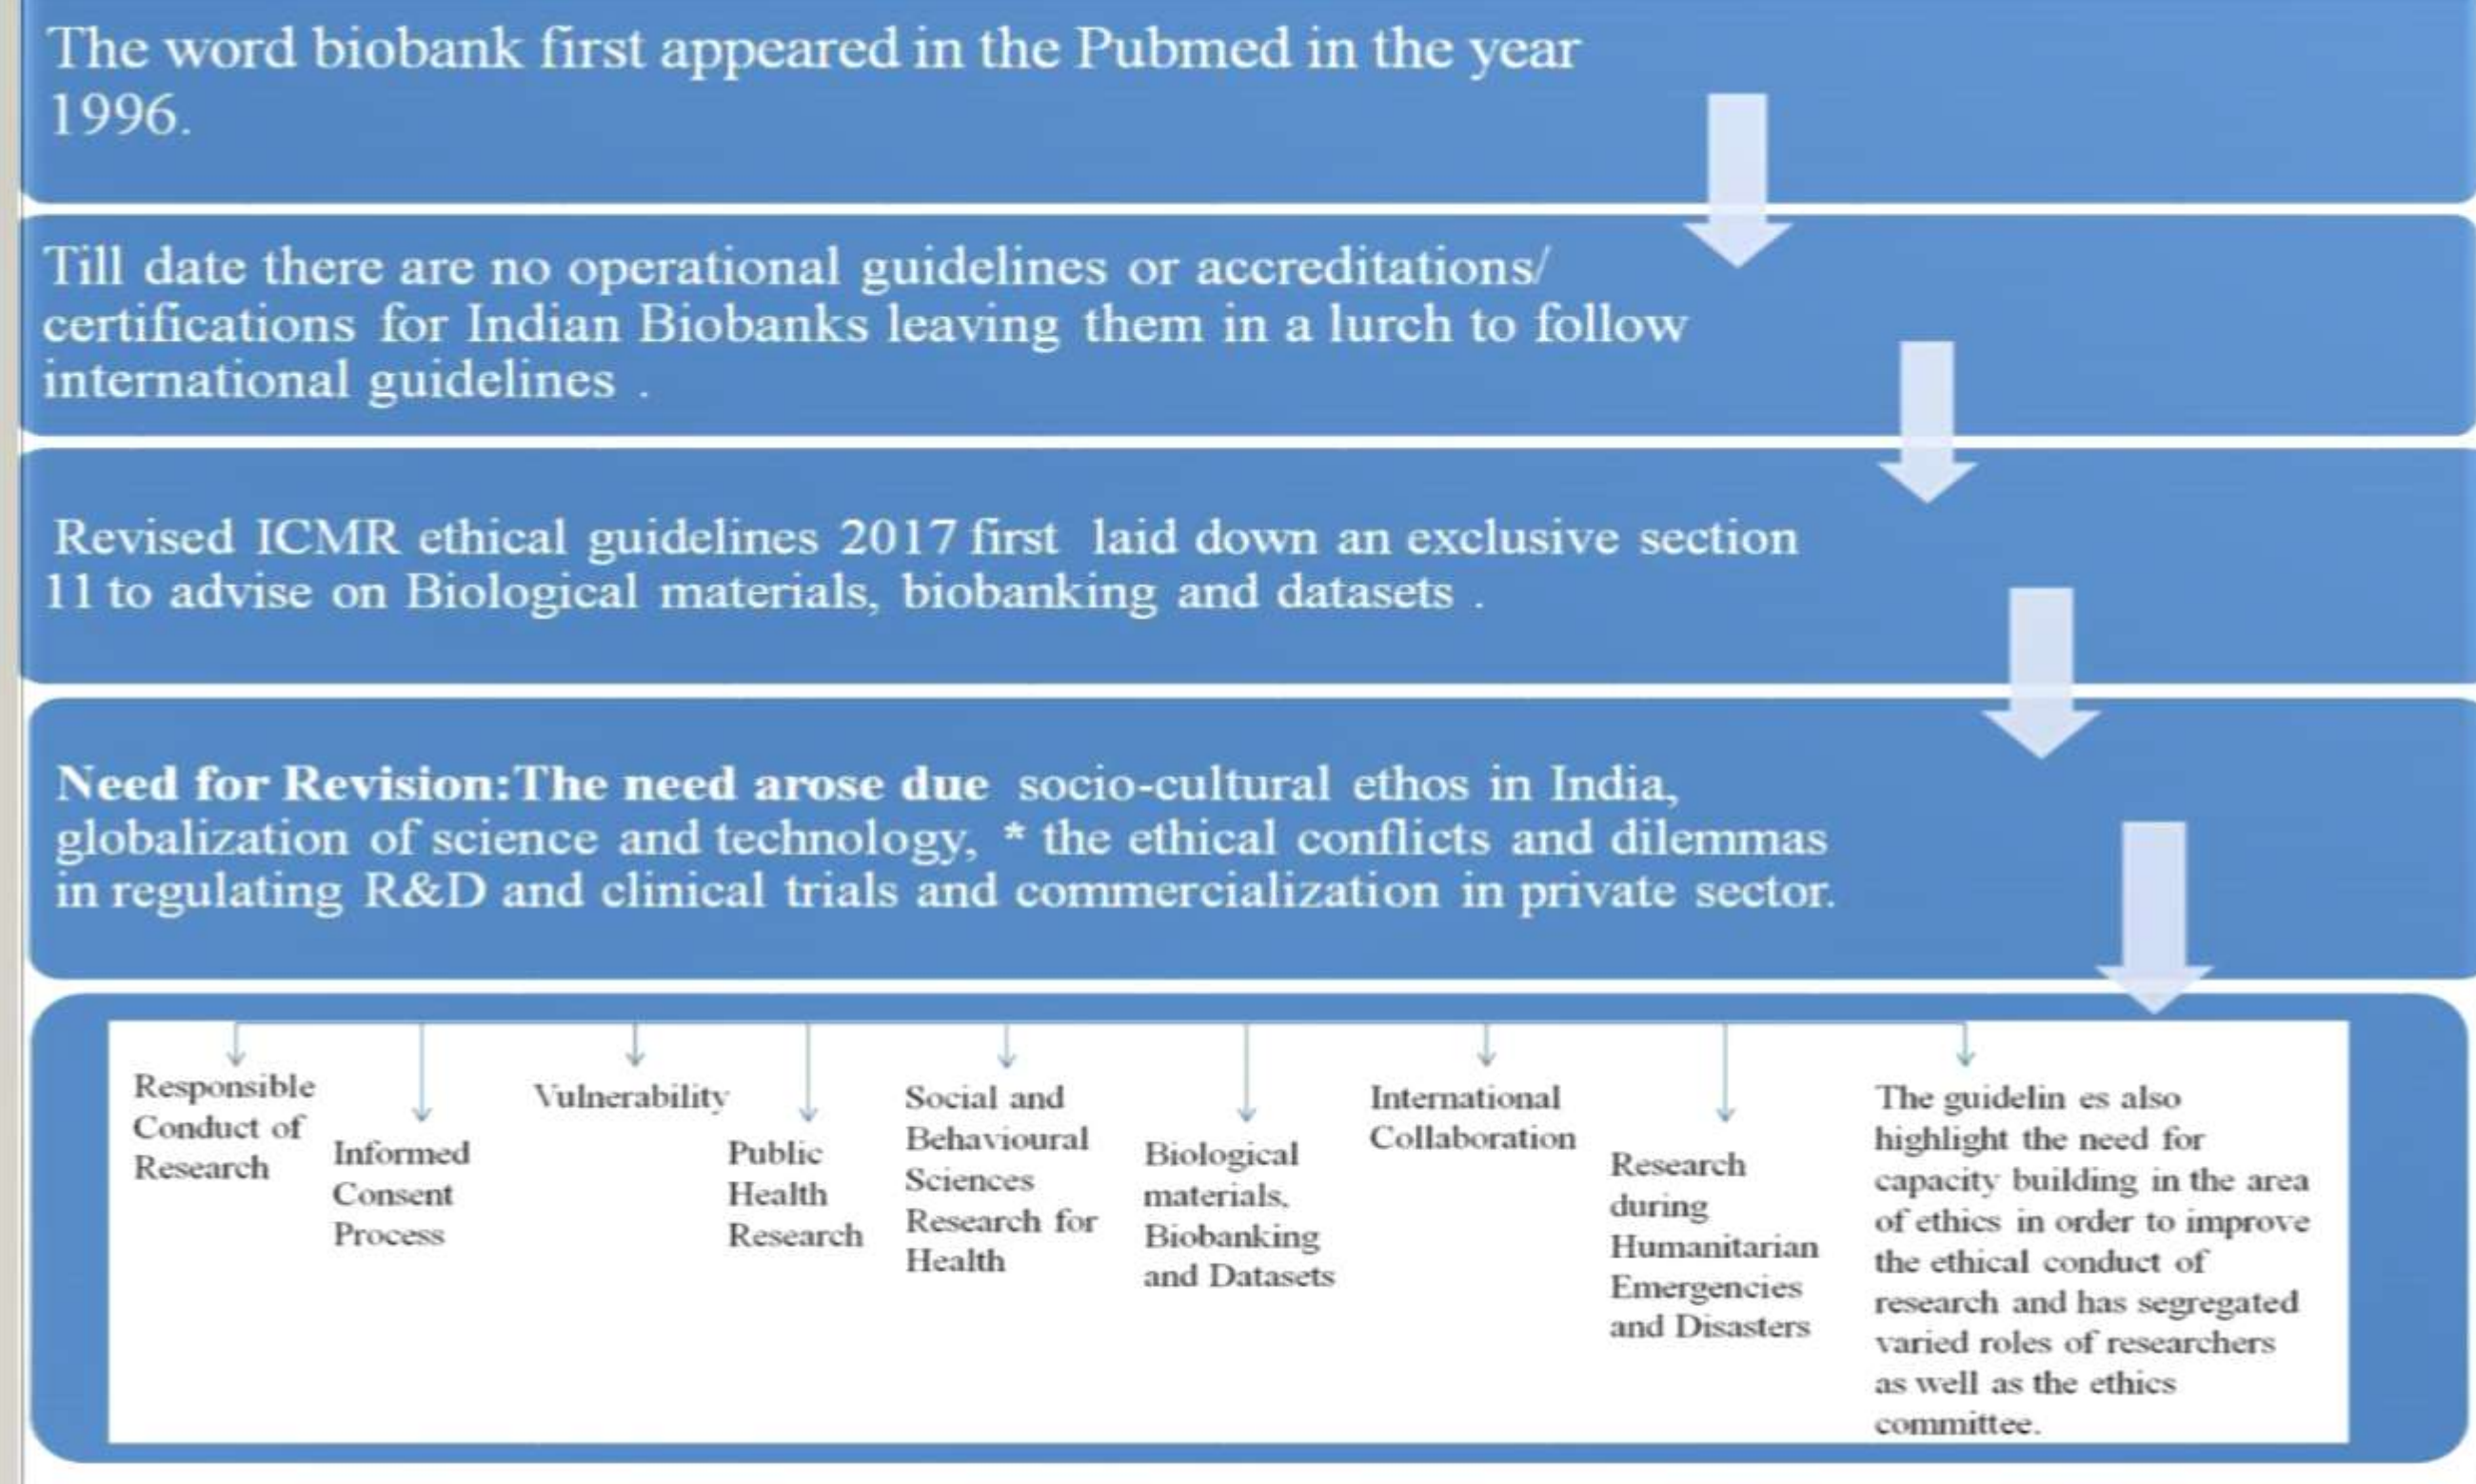 The word biobank first appeared in the Pubmed in the year
1996.
Till date there are no operational guidelines or accreditations/
certifications for Indian Biobanks leaving them in a lurch to follow
international guidelines .
Revised ICMR ethical guidelines 2017 first laid down an exclusive section
11 to advise on Biological materials, biobanking and datasets .
Need for Revision:The need arose due socio-cultural ethos in India,
globalization of science and technology, * the ethical conflicts and dilemmas
in regulating R&D and clinical trials and commercialization in private sector.
Responsible
Conduct of
Research
Informed
Consent
Process
Vulnerability
Public
Health
Research
Social and
Behavioural
Sciences
Research for
Health
Biological
materials,
Biobanking
and Datasets
International
Collaboration
Research
during
Humanitarian
Emergencies
and Disasters
The guidelin es also
highlight the need for
capacity building in the area
of ethics in order to improve
the ethical conduct of
research and has segregated
varied roles of researchers
as well as the ethics
committee.